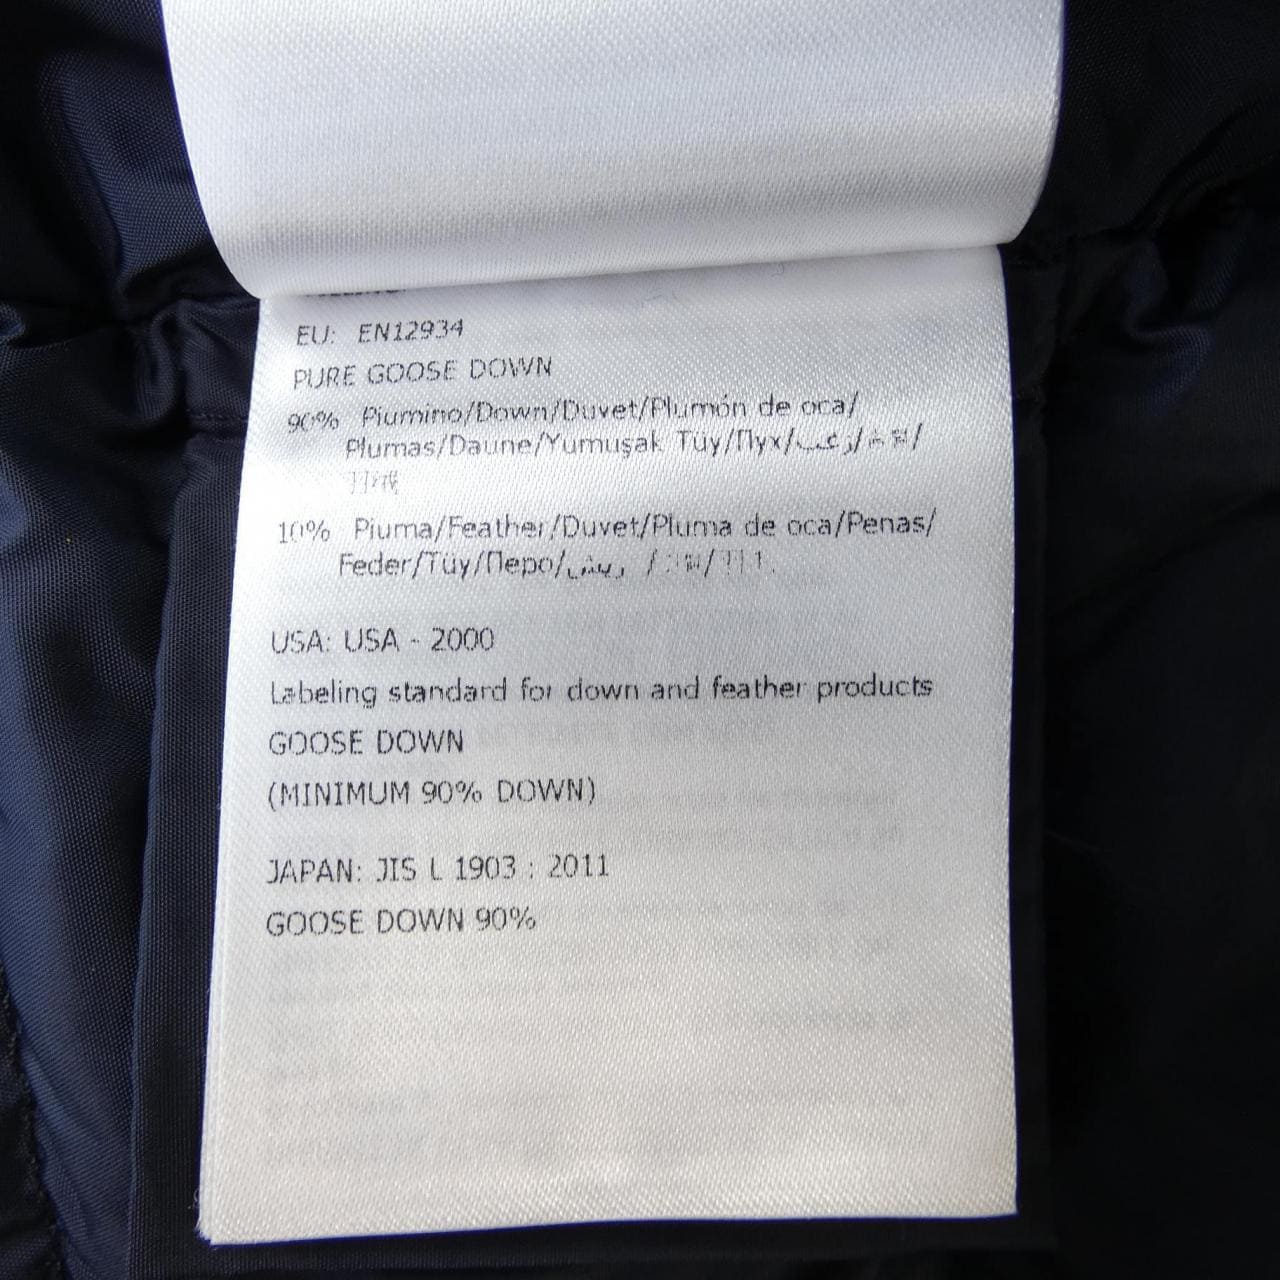 EU: EN12934
PURE GOOSE DOWN
90% Piumino/Down/Duvet/Plumón de oca/
Plumas/Daune/Yumuşak Tüy/Пух/زغب/
10% Piuma/Feather/Duvet/Pluma de oca/Penas/
Feder/Tüy/Перо/ريش/
USA: USA - 2000
Labeling standard for down and feather products
GOOSE DOWN
(MINIMUM 90% DOWN)
JAPAN: JIS L 1903 : 2011
GOOSE DOWN 90%